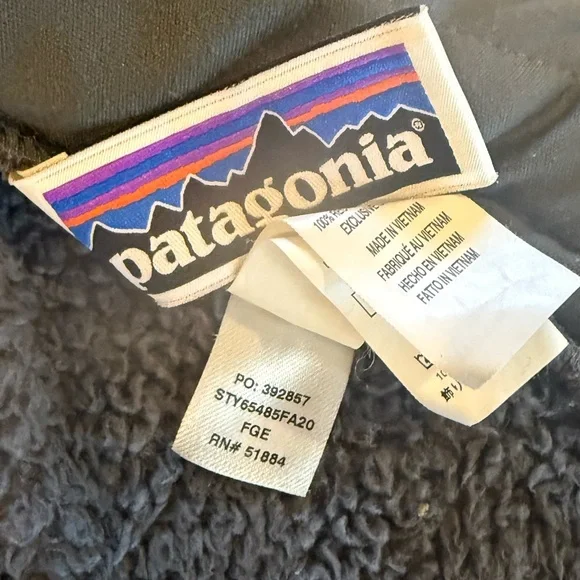 patagonia®
100%
EXCLUSIVE
MADE IN VIETNAM
FABRIQUÉ AU VIETNAM
HECHO EN VIETNAM
FATTO IN VIETNAM
PO: 392857
STY65485FA20
FGE
RN# 51884